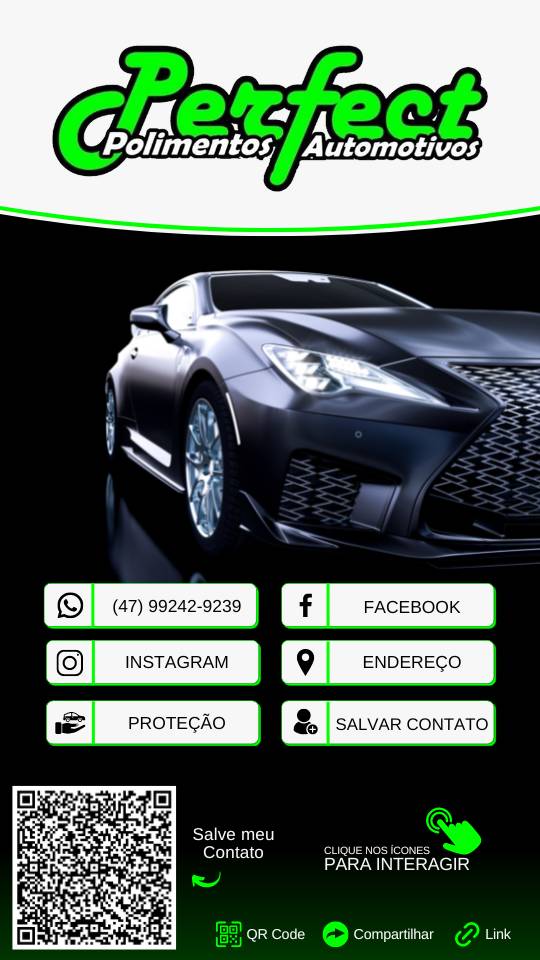 Perfect
Polimentos Automotivos
(47) 99242-9239
FACEBOOK
INSTAGRAM
ENDEREÇO
PROTEÇÃO
SALVAR CONTATO
Salve meu
Contato
CLIQUE NOS ÍCONES
PARA INTERAGIR
QR Code
Compartilhar
Link